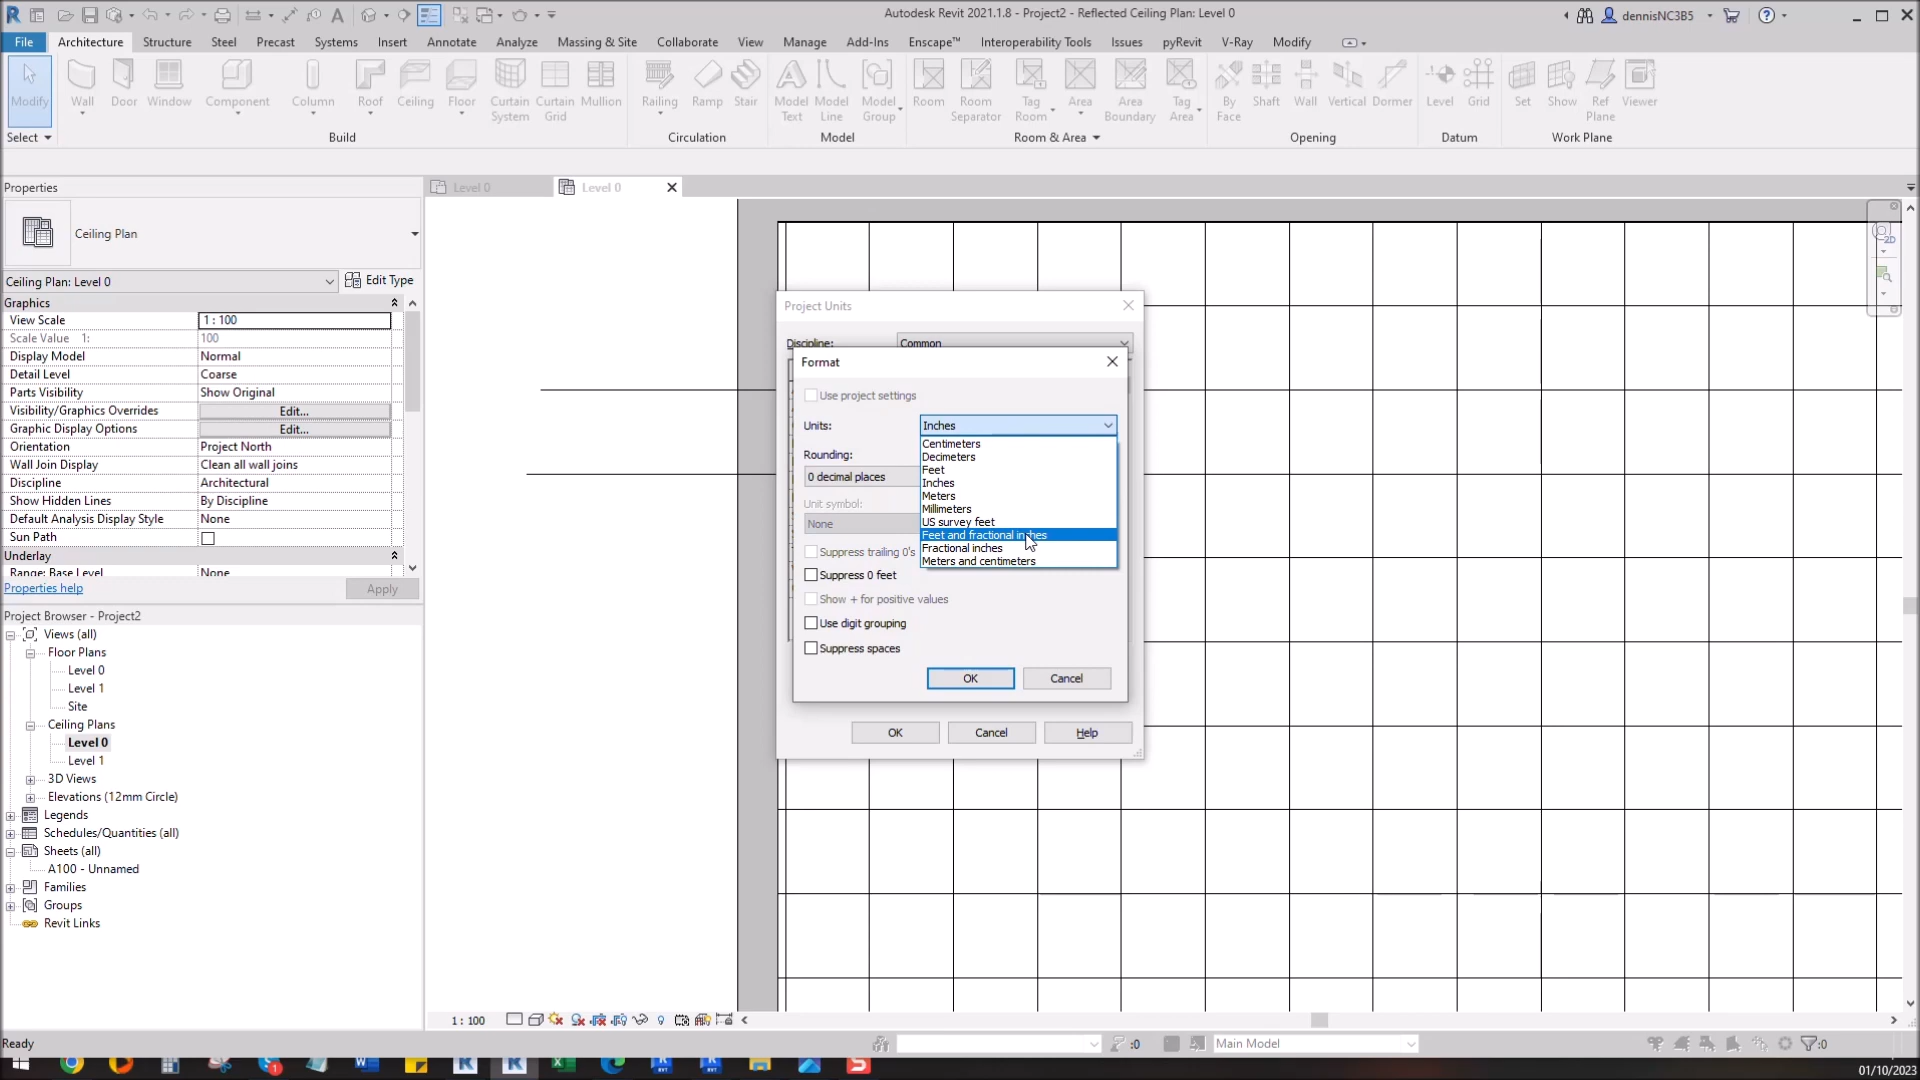 Autodesk Revit 2021.1.8 - Project2 - Reflected Ceiling Plan: Level 0
dennisNC3B5
File Architecture Structure Steel Precast Systems Insert Annotate Analyze Massing & Site Collaborate View Manage Add-Ins Enscape™ Interoperability Tools Issues pyRevit V-Ray Modify
Modify Wall Door Window Component Column Roof Ceiling Floor Curtain Curtain Mullion Railing Ramp Stair Model Model Model Room Room Tag Area Area Tag By Shaft Wall Vertical Dormer Level Grid Set Show Ref Viewer
System Grid Text Line Group Separator Room Boundary Area Face Plane
Select Build Circulation Model Room & Area Opening Datum Work Plane
Properties
Level 0
Level 0
Ceiling Plan
Ceiling Plan: Level 0
Edit Type
Graphics
View Scale 1 : 100
Scale Value 1: 100
Display Model Normal
Detail Level Coarse
Parts Visibility Show Original
Visibility/Graphics Overrides Edit...
Graphic Display Options Edit...
Orientation Project North
Wall Join Display Clean all wall joins
Discipline Architectural
Show Hidden Lines By Discipline
Default Analysis Display Style None
Sun Path
Underlay
Range: Base Level None
Properties help Apply
Project Browser - Project2
Views (all)
Floor Plans
Level 0
Level 1
Site
Ceiling Plans
Level 0
Level 1
3D Views
Elevations (12mm Circle)
Legends
Schedules/Quantities (all)
Sheets (all)
A100 - Unnamed
Families
Groups
Revit Links
Project Units
Discipline: Common
Format
Use project settings
Units: Inches
Centimeters
Decimeters
Feet
Inches
Meters
Millimeters
US survey feet
Feet and fractional inches
Fractional inches
Meters and centimeters
Rounding:
0 decimal places
Unit symbol:
None
Suppress trailing 0's
Suppress 0 feet
Show + for positive values
Use digit grouping
Suppress spaces
OK Cancel
OK Cancel Help
2D
1 : 100
Ready
:0
Main Model
:0
01/10/2023